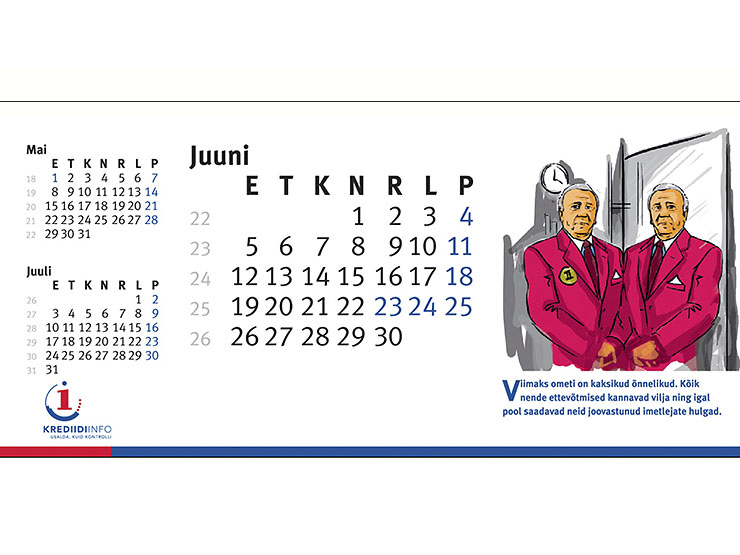 Mai
E T K N R L P
18 1 2 3 4 5 6 7
19 8 9 10 11 12 13 14
20 15 16 17 18 19 20 21
21 22 23 24 25 26 27 28
22 29 30 31
Juuli
E T K N R L P
26 1 2
27 3 4 5 6 7 8 9
28 10 11 12 13 14 15 16
29 17 18 19 20 21 22 23
30 24 25 26 27 28 29 30
31 31
i
KREDIIDIINFO
USALDA, KUID KONTROLLI
Juuni
E T K N R L P
22 1 2 3 4
23 5 6 7 8 9 10 11
24 12 13 14 15 16 17 18
25 19 20 21 22 23 24 25
26 26 27 28 29 30
II
Viimaks ometi on kaksikud õnnelikud. Kõik
nende ettevõtmised kannavad vilja ning igal
pool saadavad neid joovastunud imetlejate hulgad.